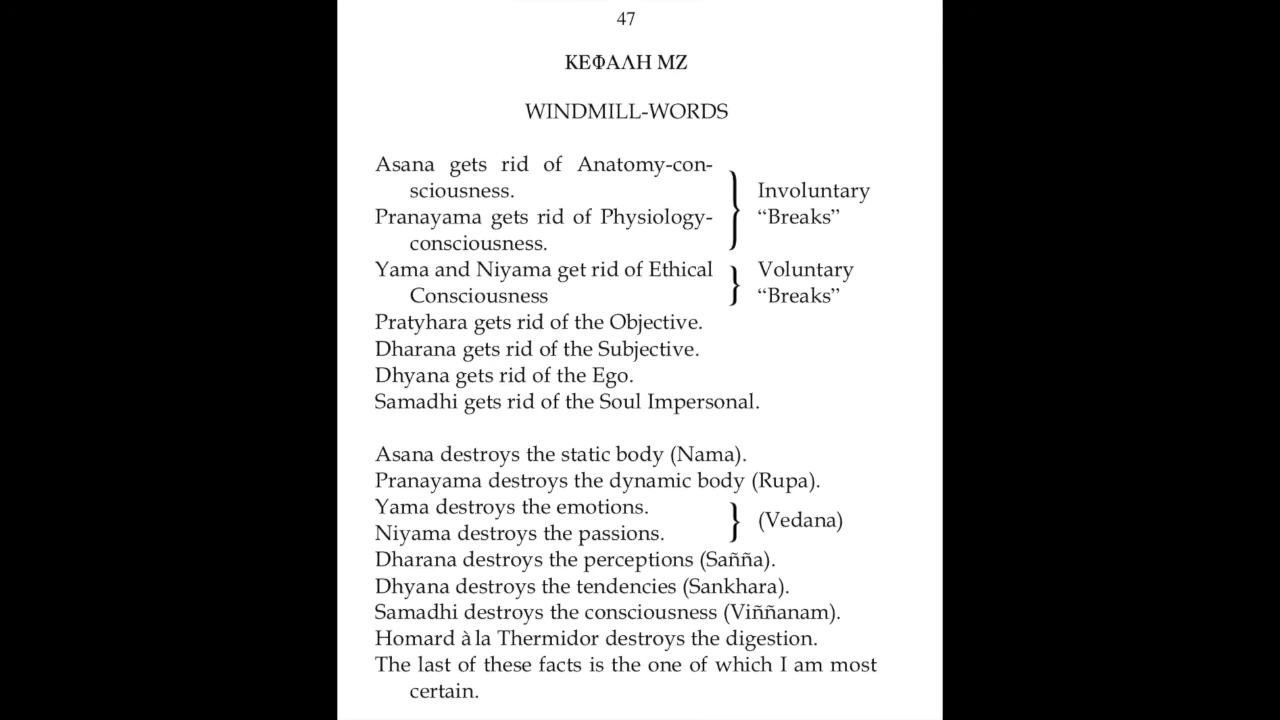 47
ΚΕΦΑΛΗ ΜΖ
WINDMILL-WORDS
Asana gets rid of Anatomy-con-
sciousness.
Pranayama gets rid of Physiology-
consciousness.
Involuntary
“Breaks”
Yama and Niyama get rid of Ethical
Consciousness
Voluntary
“Breaks”
Pratyhara gets rid of the Objective.
Dharana gets rid of the Subjective.
Dhyana gets rid of the Ego.
Samadhi gets rid of the Soul Impersonal.
Asana destroys the static body (Nama).
Pranayama destroys the dynamic body (Rupa).
Yama destroys the emotions.
Niyama destroys the passions.
(Vedana)
Dharana destroys the perceptions (Sañña).
Dhyana destroys the tendencies (Sankhara).
Samadhi destroys the consciousness (Viññanam).
Homard à la Thermidor destroys the digestion.
The last of these facts is the one of which I am most
certain.